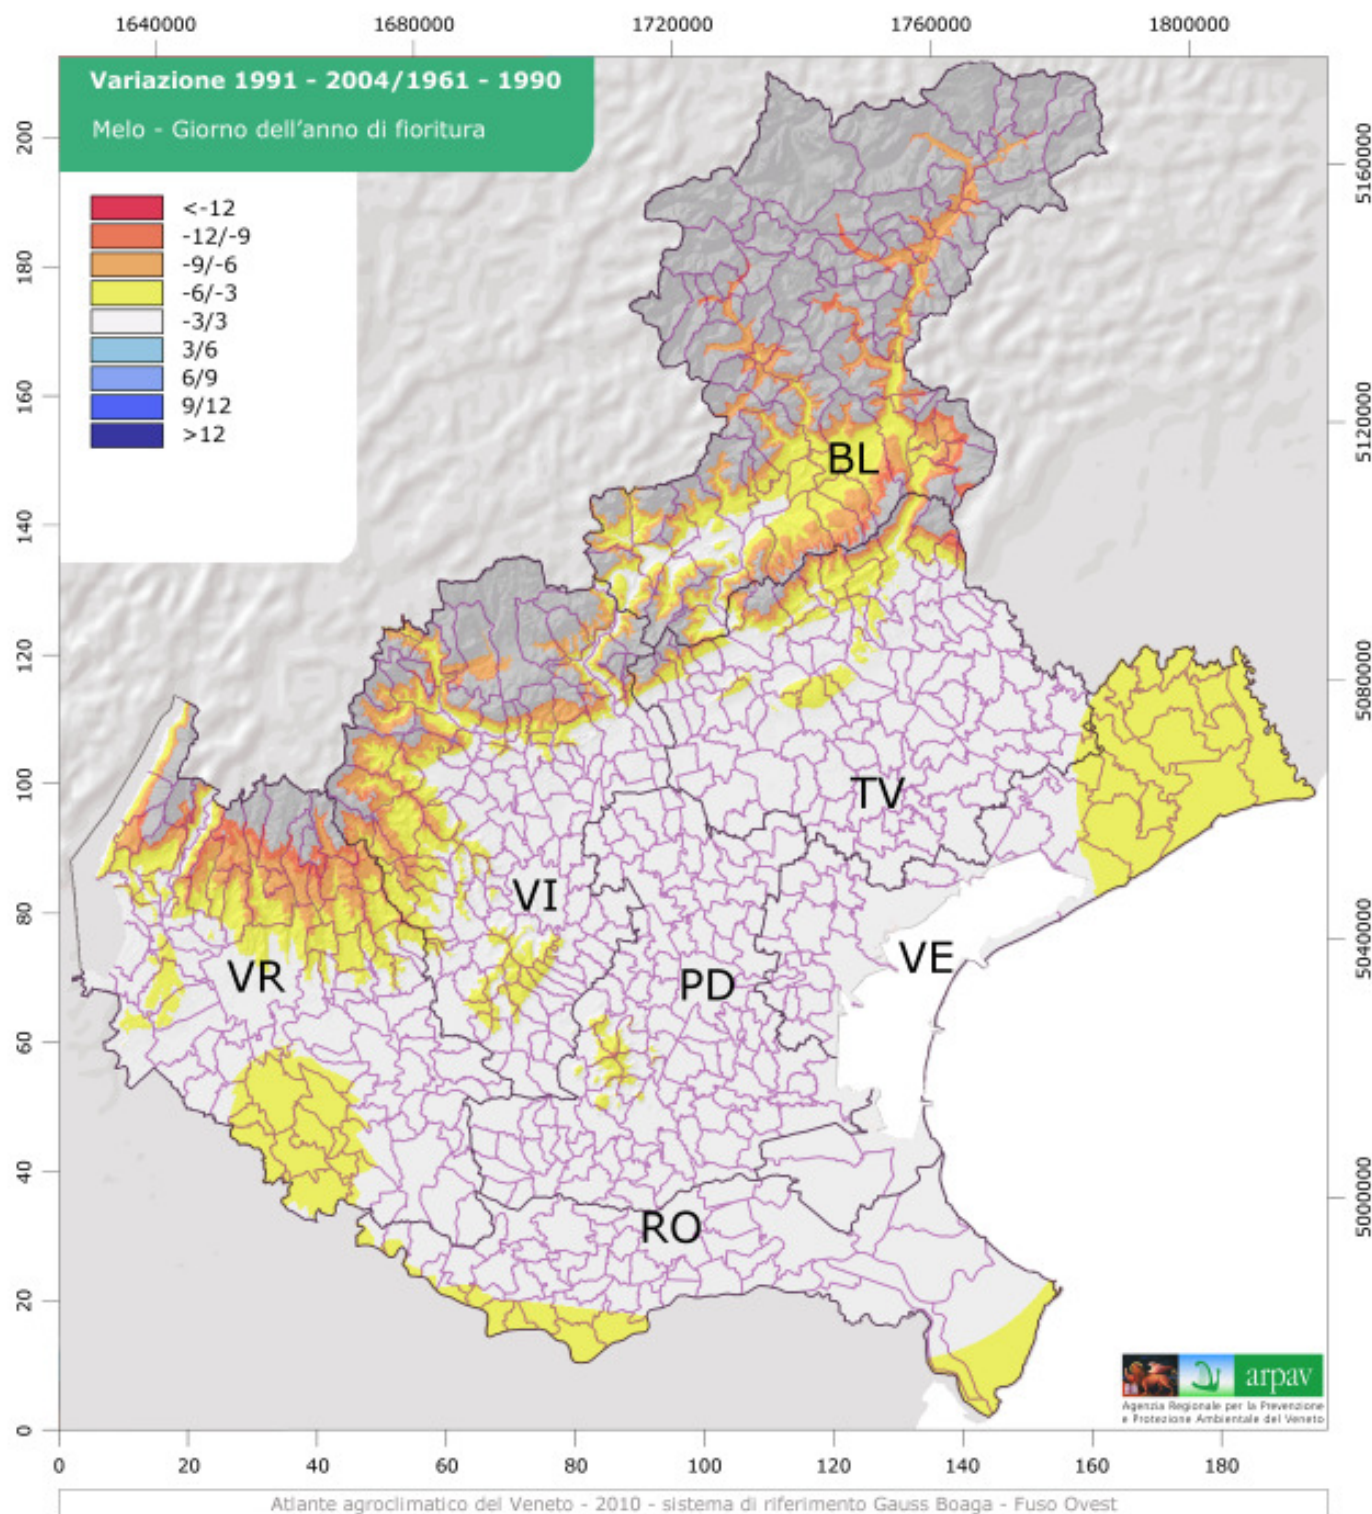 1640000 1680000 1720000 1760000 1800000
Variazione 1991 - 2004/1961 - 1990
Melo - Giorno dell'anno di fioritura
<-12
-12/-9
-9/-6
-6/-3
-3/3
3/6
6/9
9/12
>12
200
180
160
140
120
100
80
60
40
20
0
5160000
5120000
5080000
5040000
5000000
BL
TV
VI
VE
VR
PD
RO
arpav
Agenzia Regionale per la Prevenzione
e Protezione Ambientale del Veneto
0 20 40 60 80 100 120 140 160 180
Atlante agroclimatico del Veneto - 2010 - sistema di riferimento Gauss Boaga - Fuso Ovest